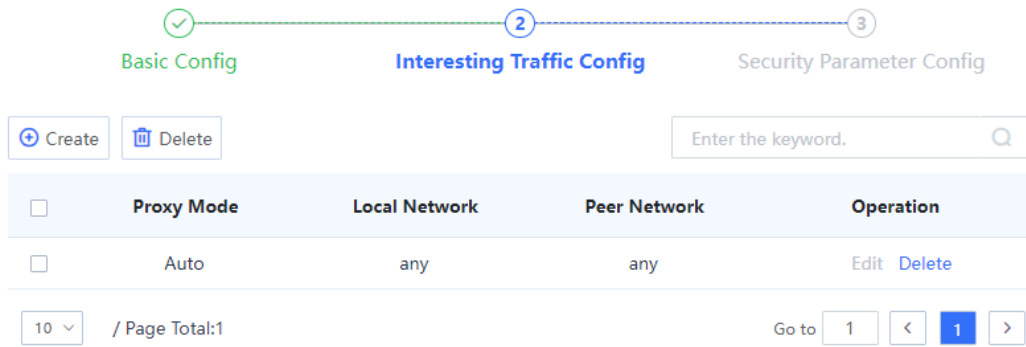 2 3
Basic Config Interesting Traffic Config Security Parameter Config
Create Delete Enter the keyword.
Proxy Mode Local Network Peer Network Operation
Auto any any Edit Delete
10 / Page Total:1 Go to 1 < 1 >